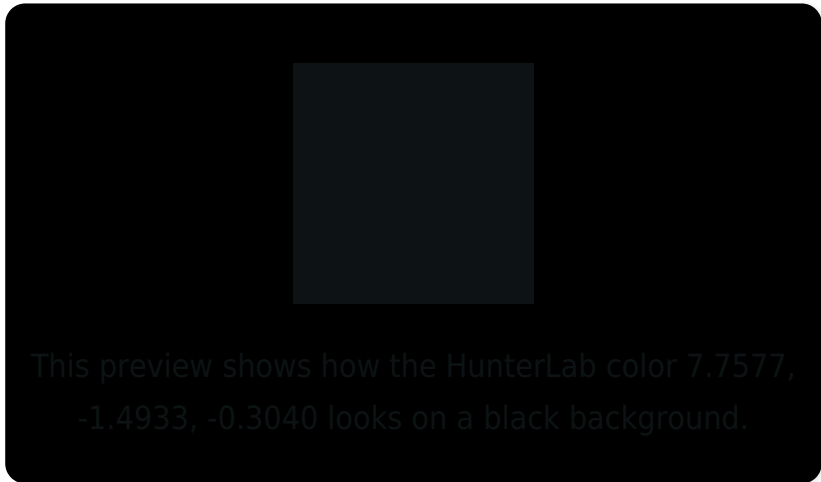 This preview shows how the HunterLab color 7.7577,
-1.4933, -0.3040 looks on a black background.